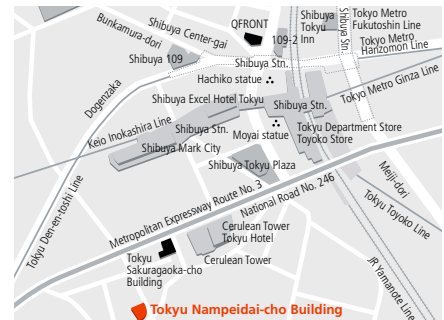 QFRONT
Shibuya
Tokyu
Inn
Shibuya Stn.
Tokyo Metro
Fukutoshin Line
Tokyo Metro
Harizomon Line
Shibuya Center-gai
Bunkamura-dori
109-2
Shibuya 109
Shibuya Stn.
Hachiko statue
Dogenzaka
Shibuya Excel Hotel Tokyu
Shibuya Stn.
Tokyo Metro Ginza Line
Keio Inokashira Line
Shibuya Stn.
Moyai statue
Tokyu Department Store
Toyoko Store
Shibuya Mark City
Shibuya Tokyu Plaza
Meiji-dori
Tokyu Den-en-toshi Line
Metropolitan Expressway Route No. 3
National Road No. 246
Tokyu Toyoko Line
Cerulean Tower
Tokyu Hotel
Tokyu
Sakuragaoka-cho
Building
Cerulean Tower
JR Yamanote Line
Tokyu Nampeidai-cho Building